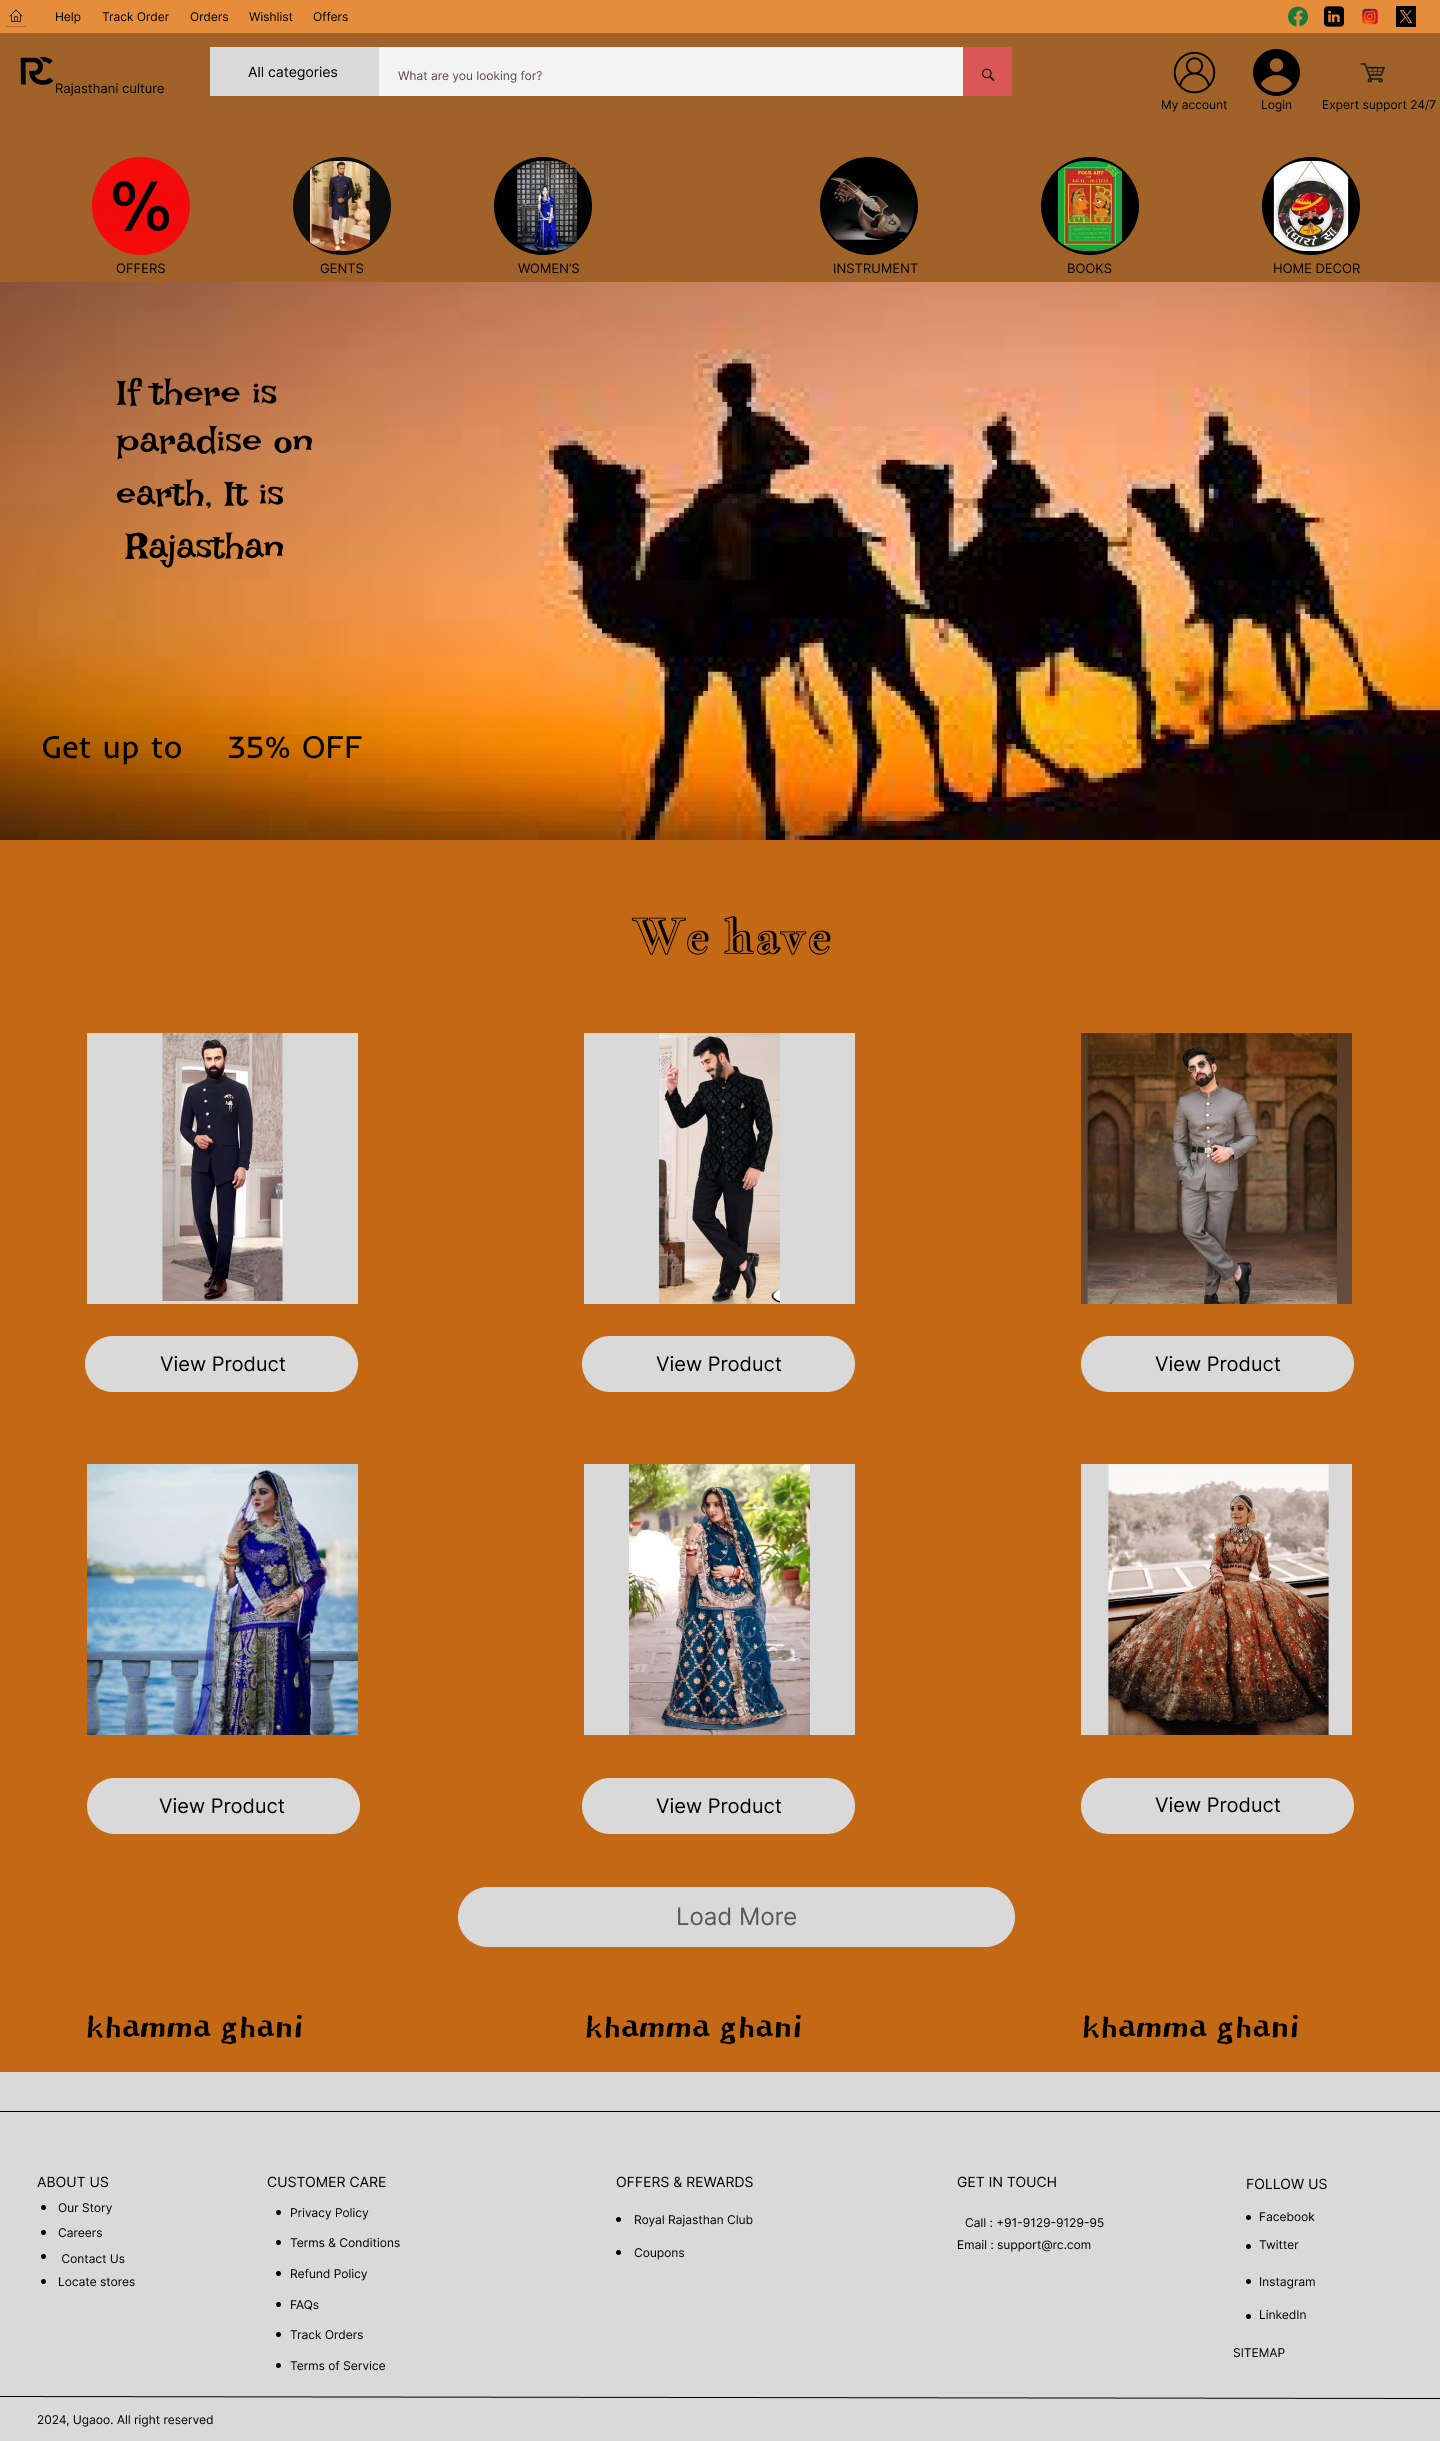 Help Track Order Orders Wishlist Offers
RC
Rajasthani culture
All categories
What are you looking for?
My account
Login
Expert support 24/7
%
FOLK ART
OFFERS
GENTS
WOMEN'S
INSTRUMENT
BOOKS
HOME DECOR
If there is
paradise on
earth, It is
Rajasthan
Get up to 35% OFF
We have
View Product
View Product
View Product
View Product
View Product
View Product
Load More
khamma ghani
khamma ghani
khamma ghani
ABOUT US
Our Story
Careers
Contact Us
Locate stores
CUSTOMER CARE
Privacy Policy
Terms & Conditions
Refund Policy
FAQs
Track Orders
Terms of Service
OFFERS & REWARDS
Royal Rajasthan Club
Coupons
GET IN TOUCH
Call : +91-9129-9129-95
Email : support@rc.com
FOLLOW US
Facebook
Twitter
Instagram
LinkedIn
SITEMAP
2024, Ugaoo. All right reserved